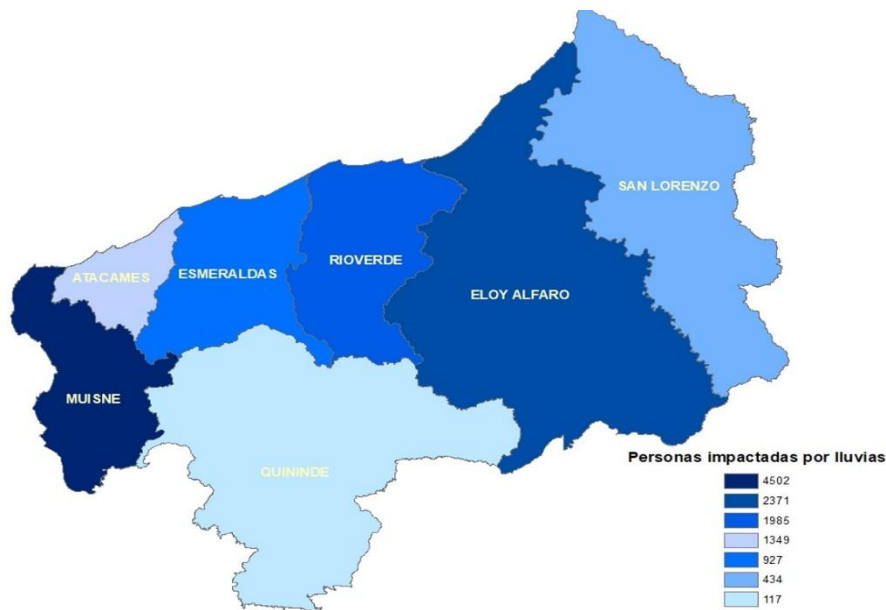 SAN LORENZO
RIOVERDE
ESMERALDAS
ATACAMES
ELOY ALFARO
MUISNE
QUININDE
Personas impactadas por lluvias
4502
2371
1985
1349
927
434
117